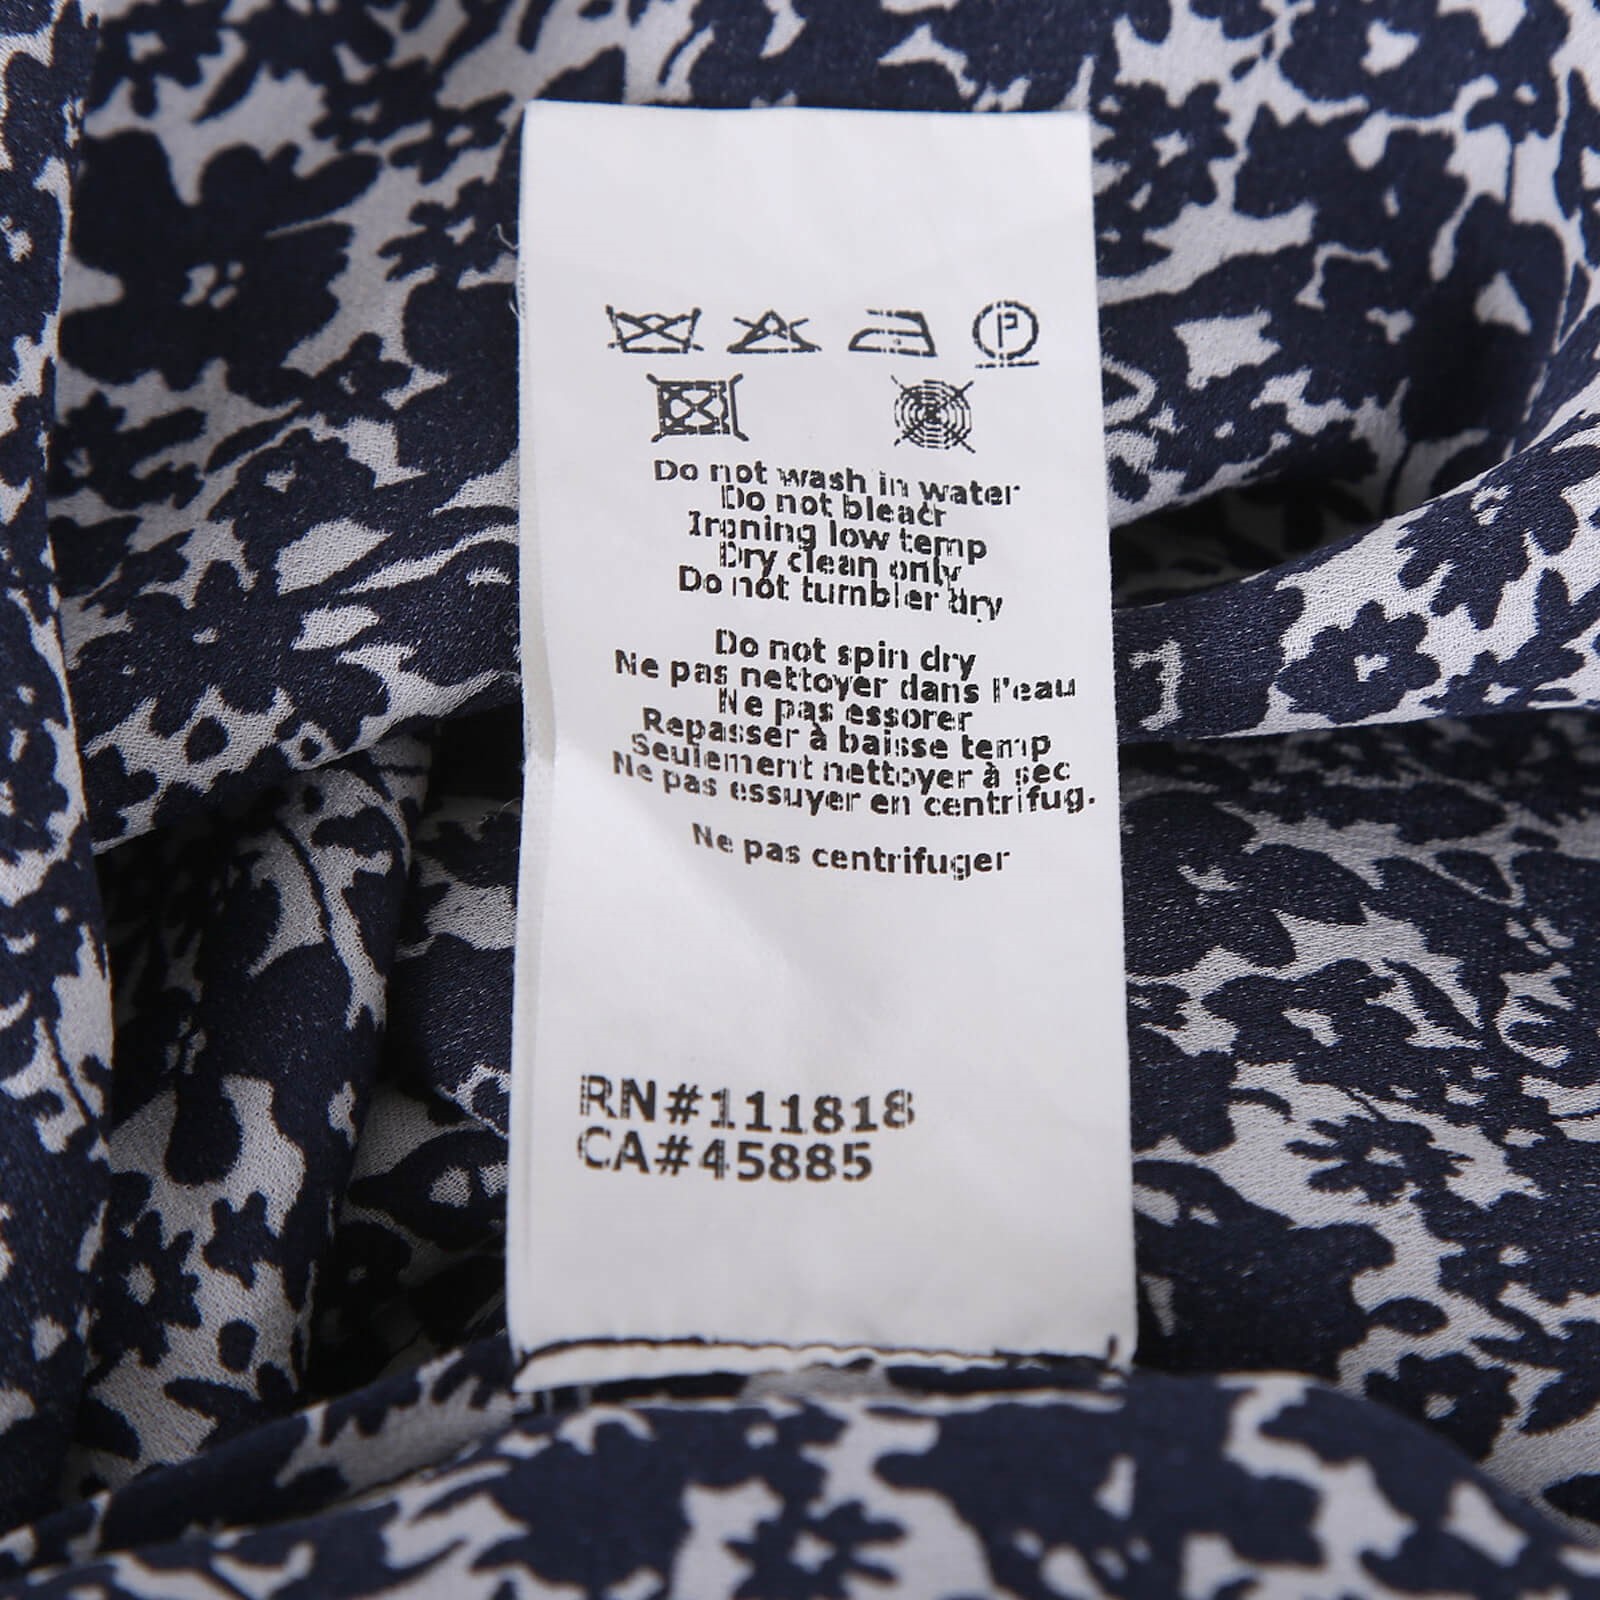 P
Do not wash in water
Do not bleach
Ironing low temp
Dry clean only
Do not tumbler dry
Do not spin dry
Ne pas nettoyer dans l'eau
Ne pas essorer
Repasser à baisse temp
Seulement nettoyer à sec
Ne pas essuyer en centrifug.
Ne pas centrifuger
RN#111818
CA#45885